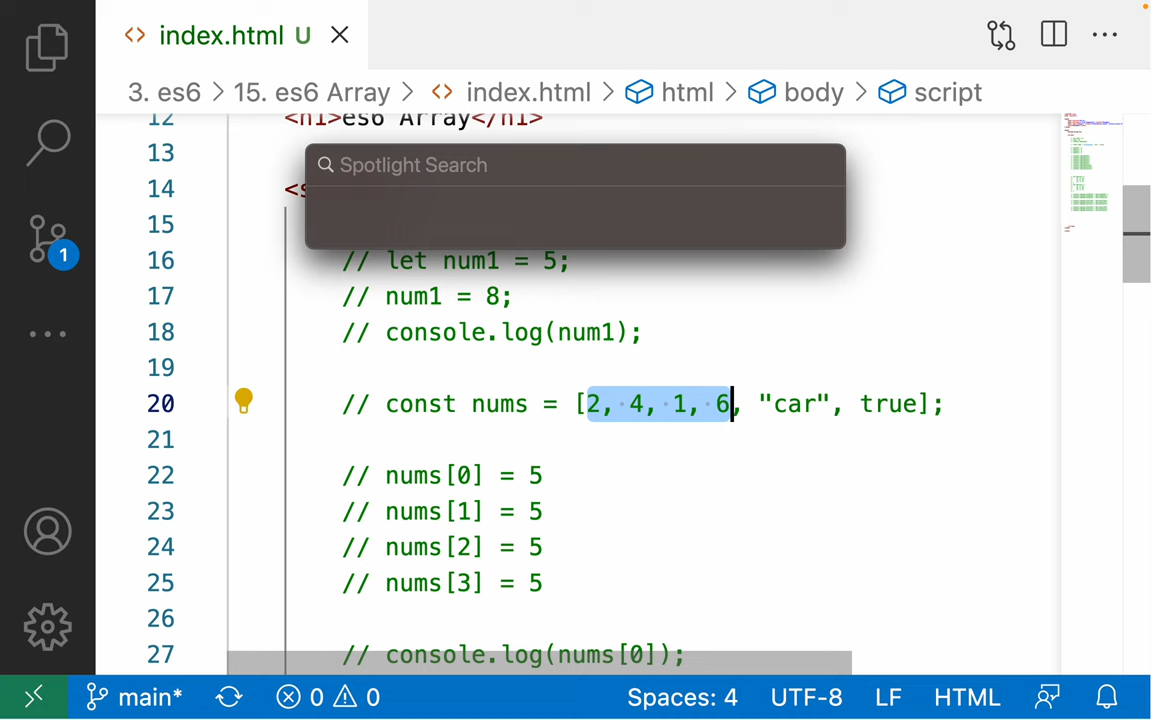 index.html U
3. es6 > 15. es6 Array > index.html > html > body > script
12 <h1>es6 Array</h1>
13
Spotlight Search
14 <s
15
16 // let num1 = 5;
17 // num1 = 8;
18 // console.log(num1);
19
20 // const nums = [2, 4, 1, 6, "car", true];
21
22 // nums[0] = 5
23 // nums[1] = 5
24 // nums[2] = 5
25 // nums[3] = 5
26
27 // console.log(nums[0]);
1
main* 0 0 Spaces: 4 UTF-8 LF HTML